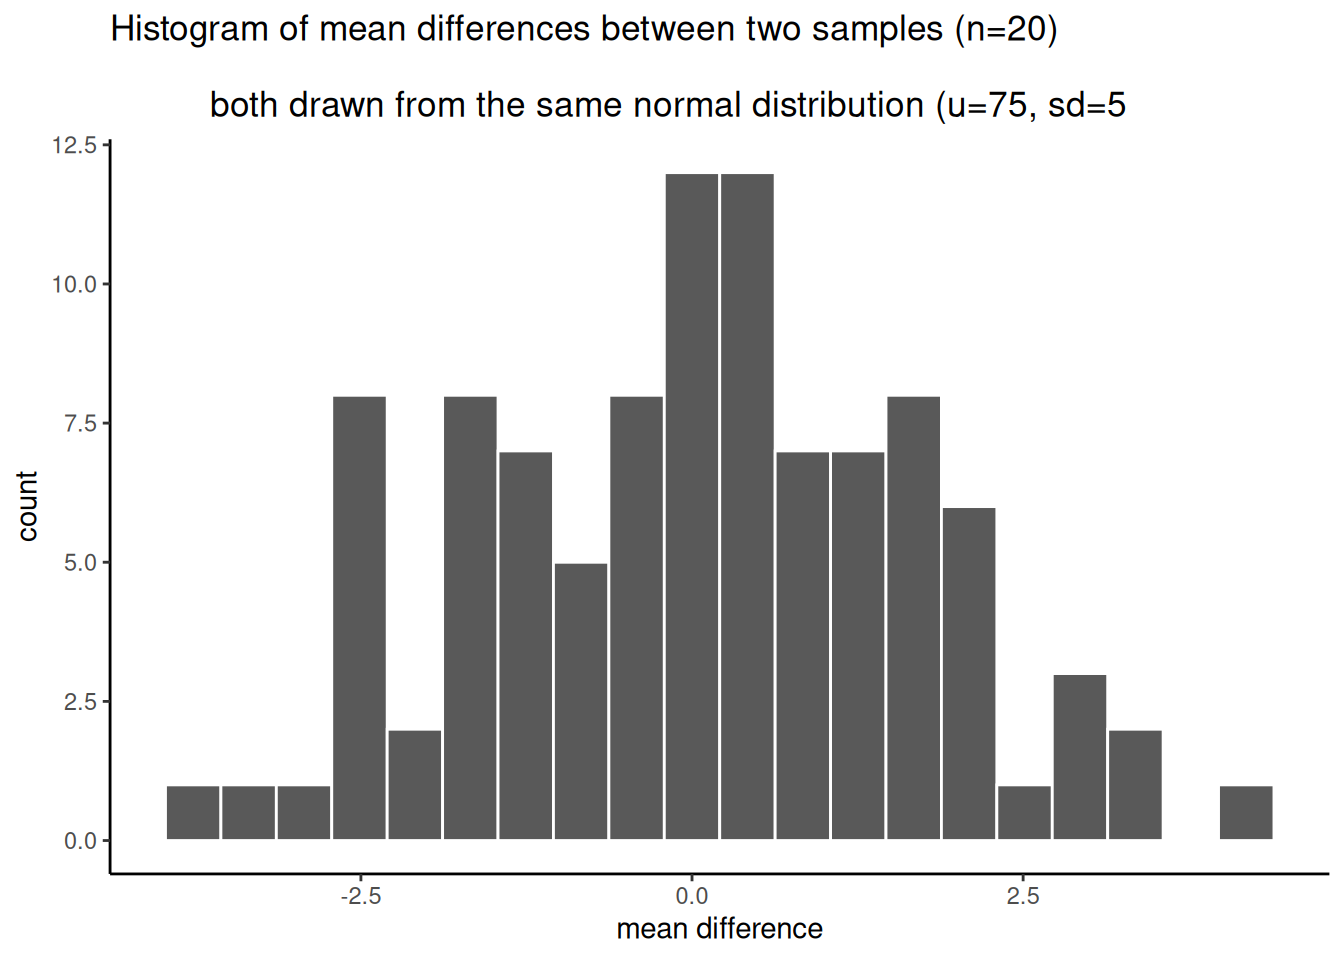 Histogram of mean differences between two samples (n=20)
both drawn from the same normal distribution (u=75, sd=5
12.5
10.0
7.5
5.0
2.5
0.0
count
-2.5
0.0
2.5
mean difference